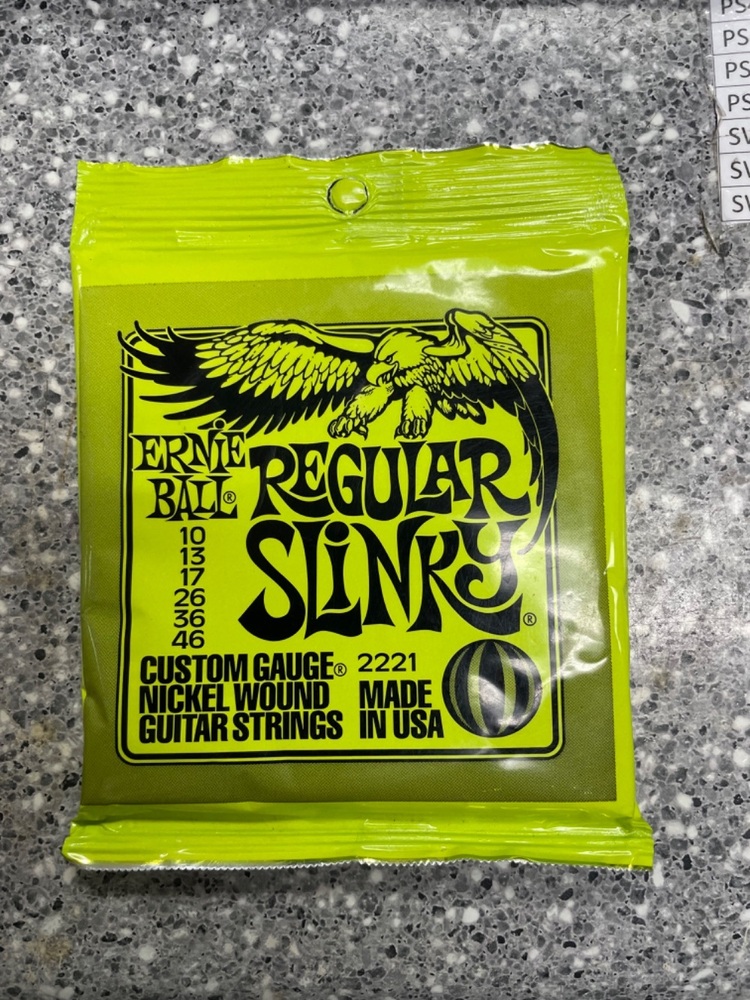 PS
PS
PS
PS
SV
SV
SV
ERNiE
BALL®
REGULAR
SLiNKY®
10
13
17
26
36
46
CUSTOM GAUGE®
NICKEL WOUND
GUITAR STRINGS
2221
MADE
IN USA